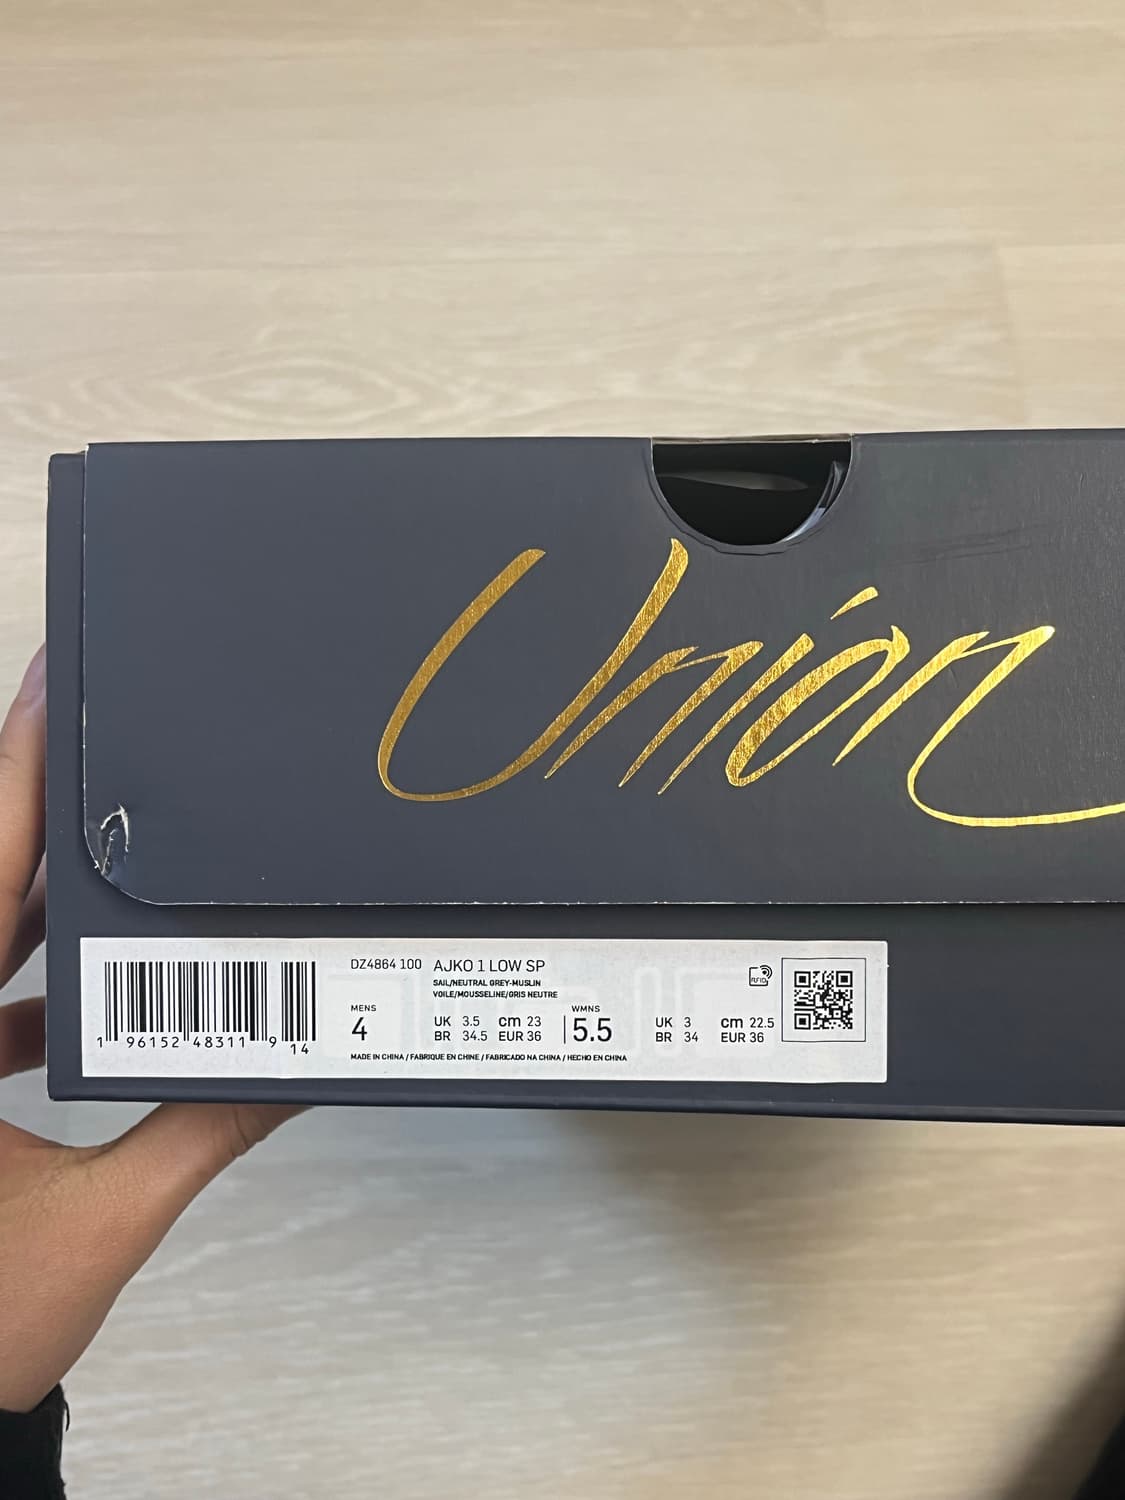 Unión
DZ4864 100 AJKO 1 LOW SP
SAIL/NEUTRAL GREY-MUSLIN
VOILE/MOUSSELINE/GRIS NEUTRE
RFID
MENS
4
UK 3.5 cm 23
BR 34.5 EUR 36
WMNS
5.5
UK 3 cm 22.5
BR 34 EUR 36
1 96152 48311 9 14
MADE IN CHINA / FABRIQUE EN CHINE / FABRICADO NA CHINA / HECHO EN CHINA